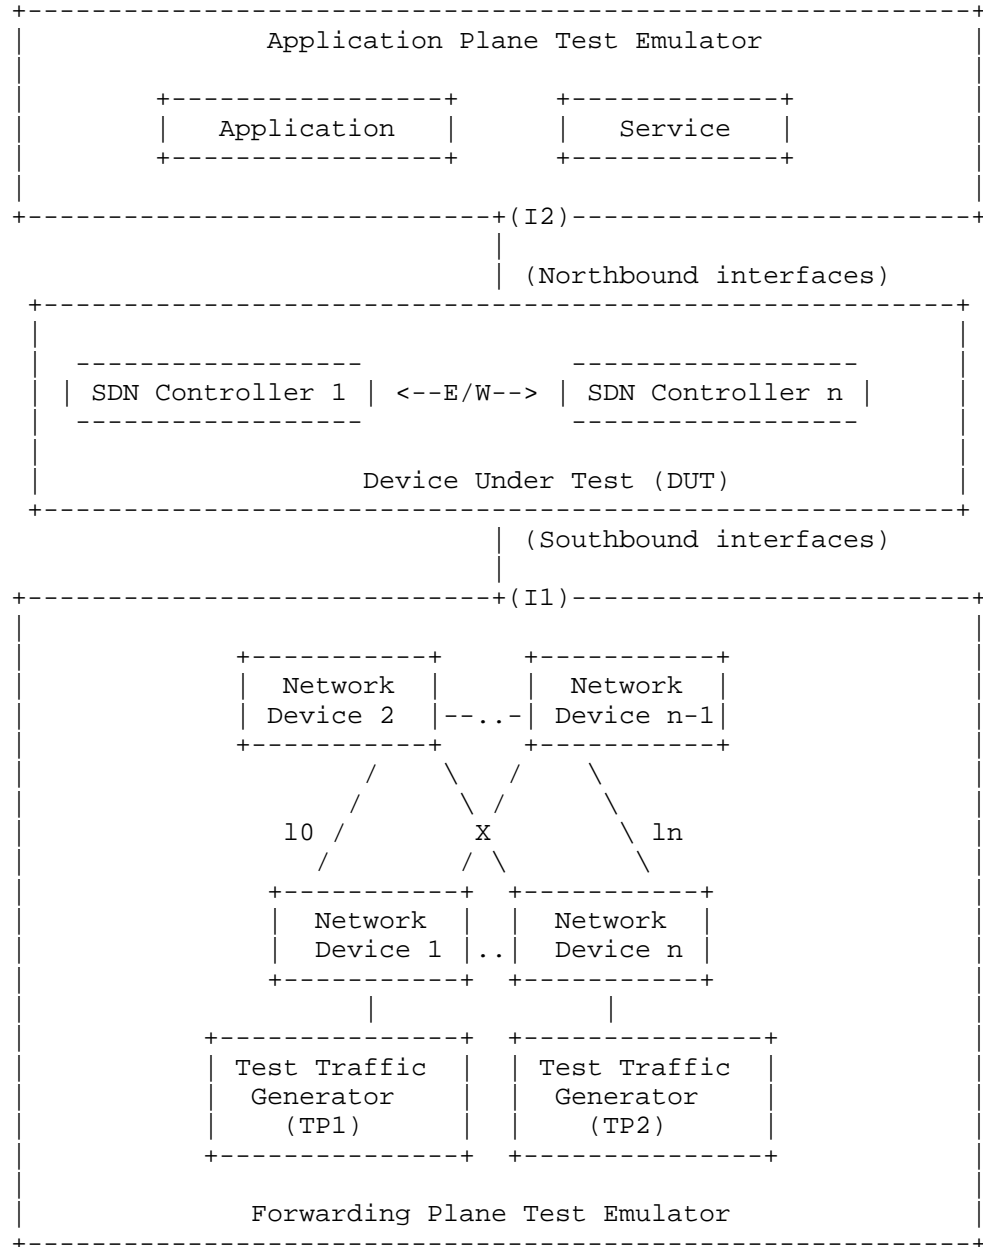 Application Plane Test Emulator
Application Service
(I2)
(Northbound interfaces)
SDN Controller 1 <--E/W--> SDN Controller n
Device Under Test (DUT)
(Southbound interfaces)
(I1)
Network Network
Device 2 --..- Device n-1
l0 X ln
Network Network
Device 1 .. Device n
Test Traffic Test Traffic
Generator Generator
(TP1) (TP2)
Forwarding Plane Test Emulator